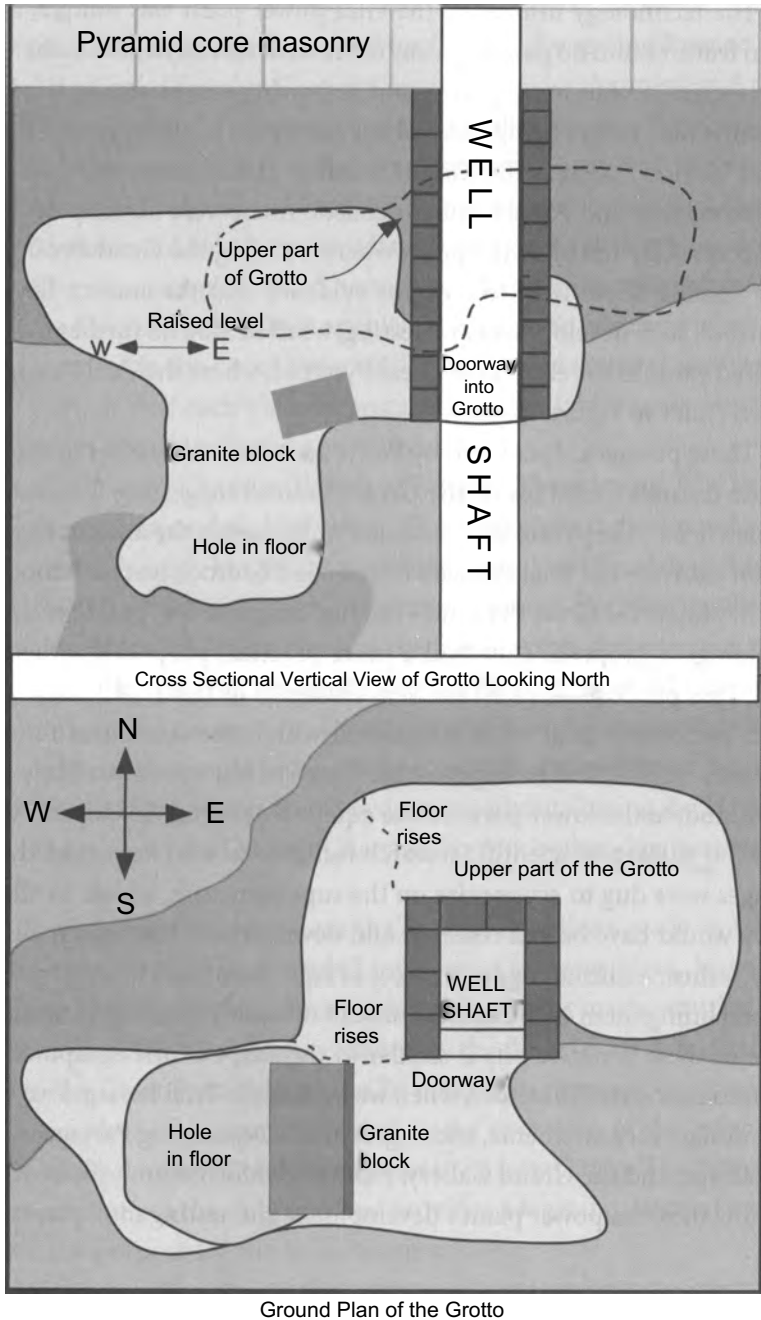 Pyramid core masonry
WELL
Upper part
of Grotto
Raised level
W E
Doorway
into
Grotto
Granite block
SHAFT
Hole in floor
Cross Sectional Vertical View of Grotto Looking North
N
W E
S
Floor
rises
Upper part of the Grotto
WELL
SHAFT
Floor
rises
Doorway
Hole
in floor
Granite
block
Ground Plan of the Grotto